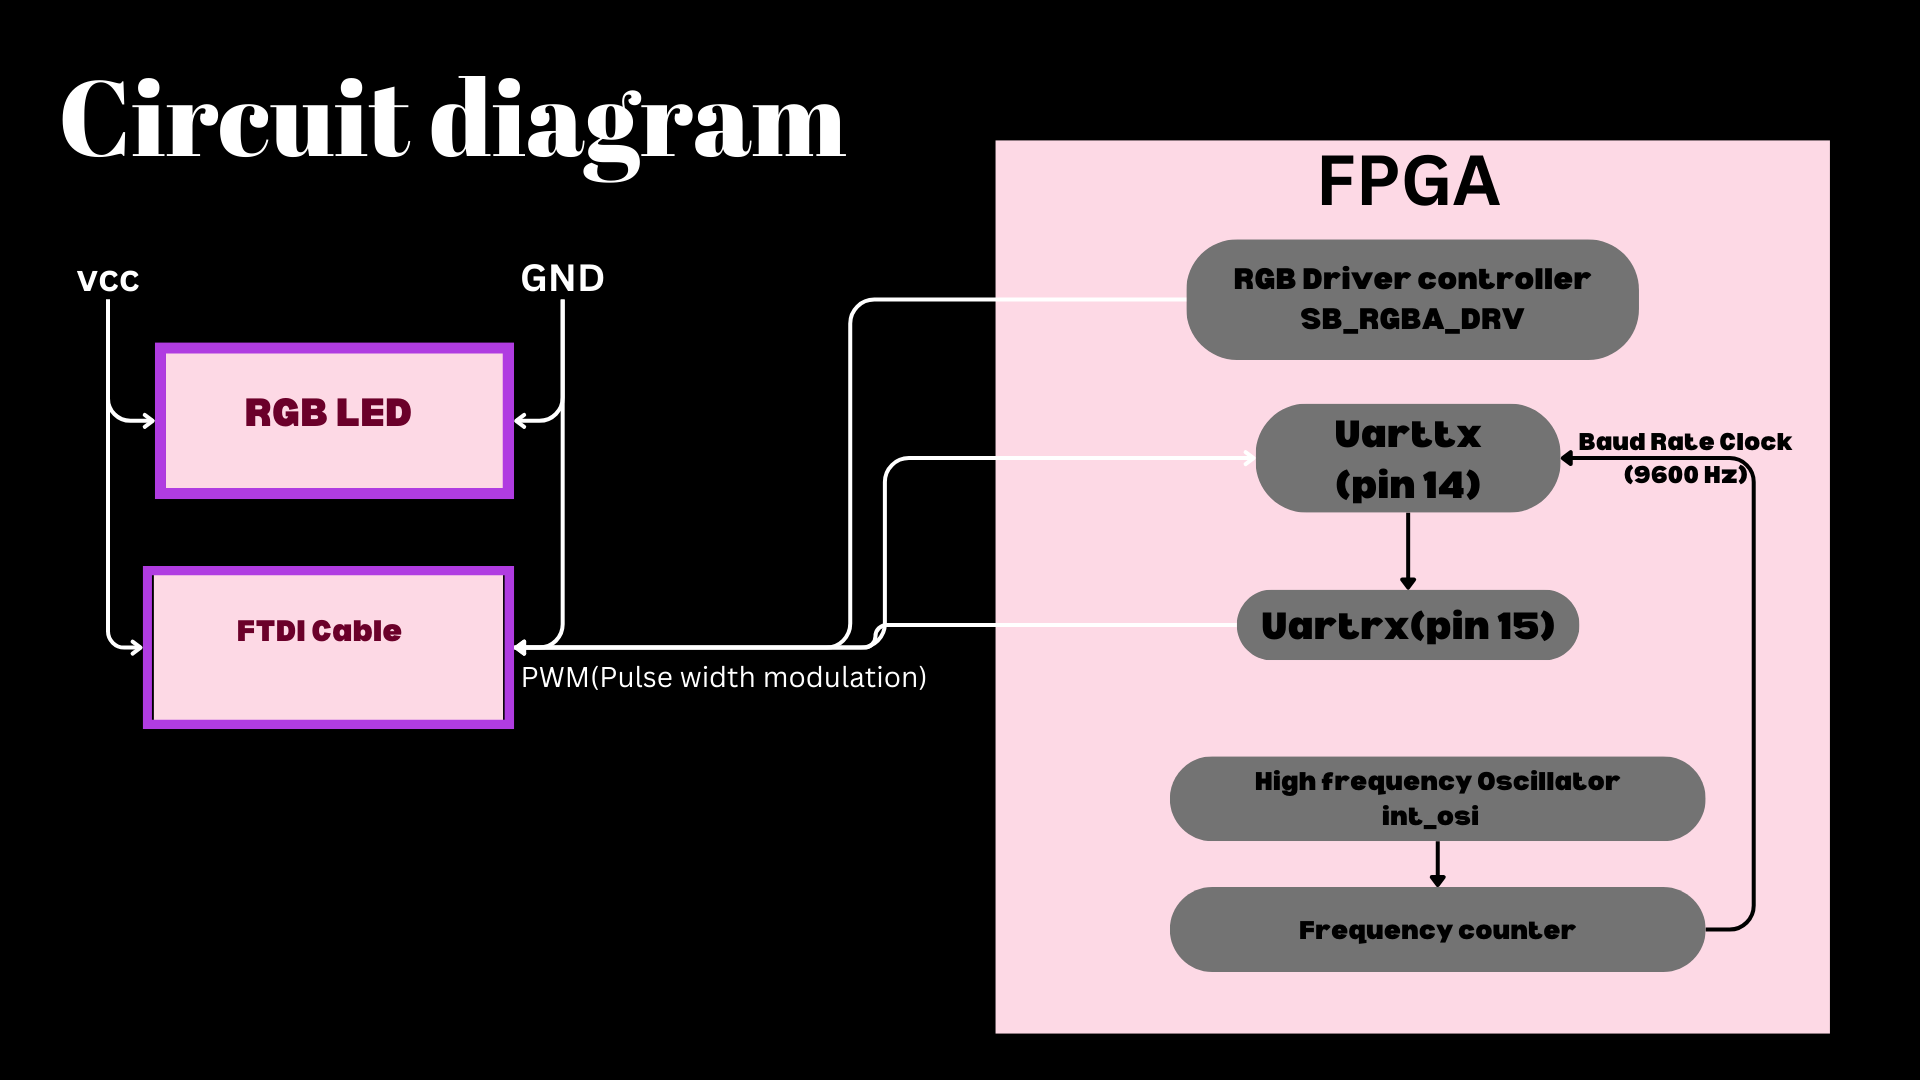 Circuit diagram
vcc
GND
RGB LED
FTDI Cable
PWM(Pulse width modulation)
FPGA
RGB Driver controller
SB_RGBA_DRV
Uarttx
(pin 14)
Baud Rate Clock
(9600 Hz)
Uartrx(pin 15)
High frequency Oscillator
int_osi
Frequency counter